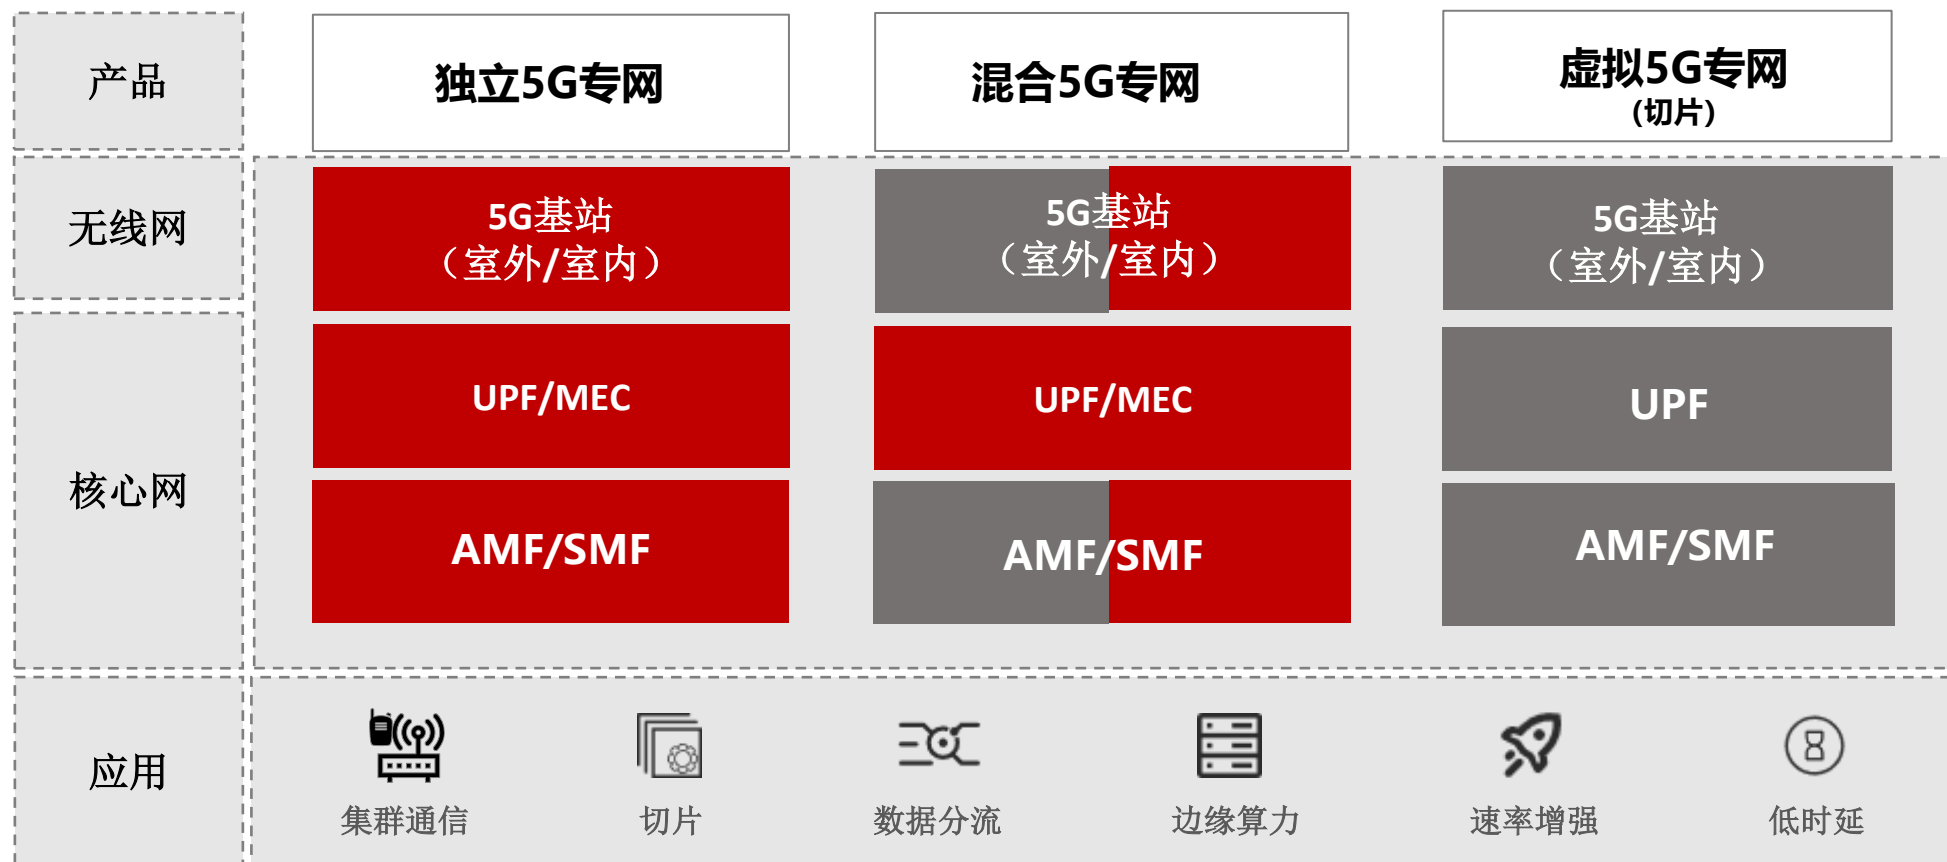 产品
独立5G专网
混合5G专网
虚拟5G专网
(切片)
无线网
5G基站
（室外/室内）
5G基站
（室外/室内）
5G基站
（室外/室内）
核心网
UPF/MEC
UPF/MEC
UPF
AMF/SMF
AMF/SMF
AMF/SMF
应用
集群通信
切片
数据分流
边缘算力
速率增强
低时延